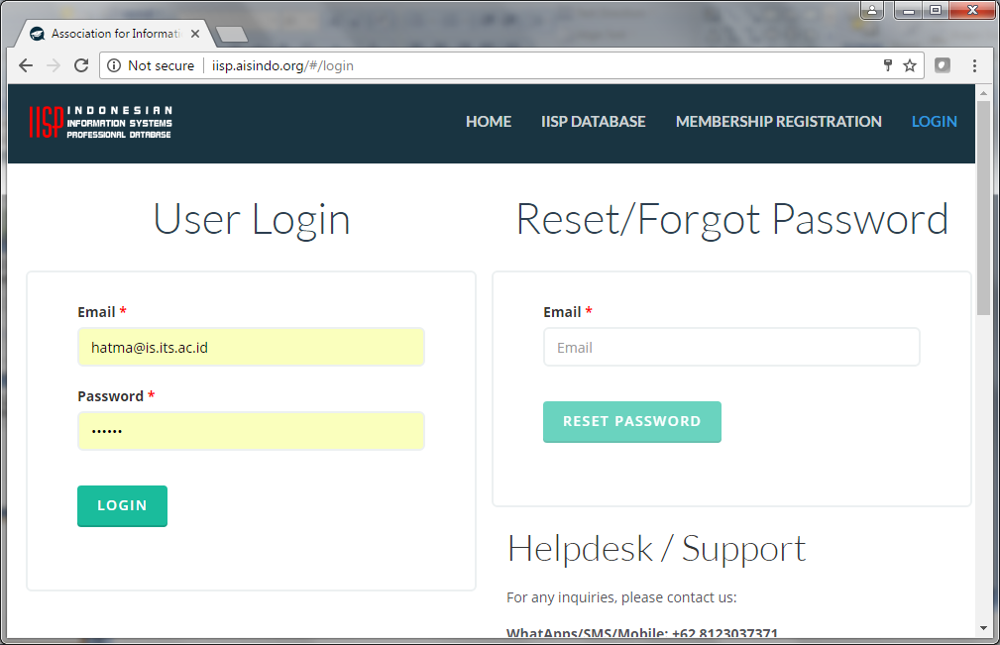 Association for Informati
Not secure
iisp.aisindo.org/#/login
IISP
INDONESIAN
INFORMATION SYSTEMS
PROFESSIONAL DATABASE
HOME
IISP DATABASE
MEMBERSHIP REGISTRATION
LOGIN
User Login
Email *
hatma@is.its.ac.id
Password *
••••••
LOGIN
Reset/Forgot Password
Email *
Email
RESET PASSWORD
Helpdesk / Support
For any inquiries, please contact us:
WhatApps/SMS/Mobile: +62 8123037371